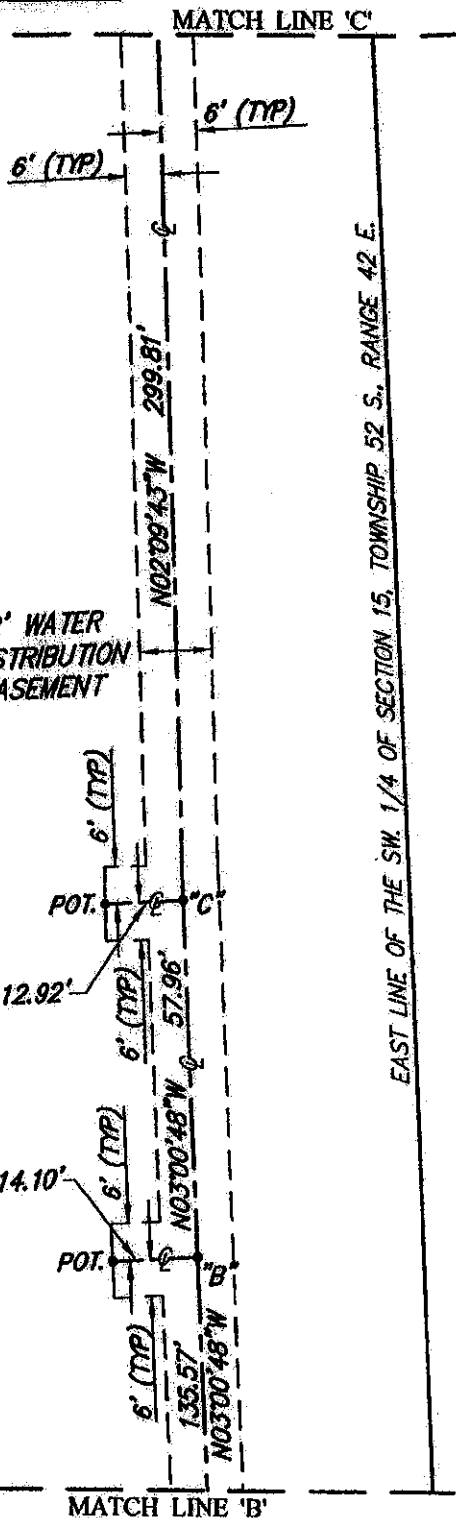 MATCH LINE 'C'
6' (TYP)
6' (TYP)
N02°09'43"W 299.81'
EAST LINE OF THE SW. 1/4 OF SECTION 15, TOWNSHIP 52 S., RANGE 42 E.
2' WATER
STRIBUTION
ASEMENT
6' (TYP)
POT.
"C"
12.92'
6' (TYP)
N03°00'48"W 57.96'
6' (TYP)
14.10'
POT.
"B"
6' (TYP)
135.57'
N03°00'48"W
MATCH LINE 'B'